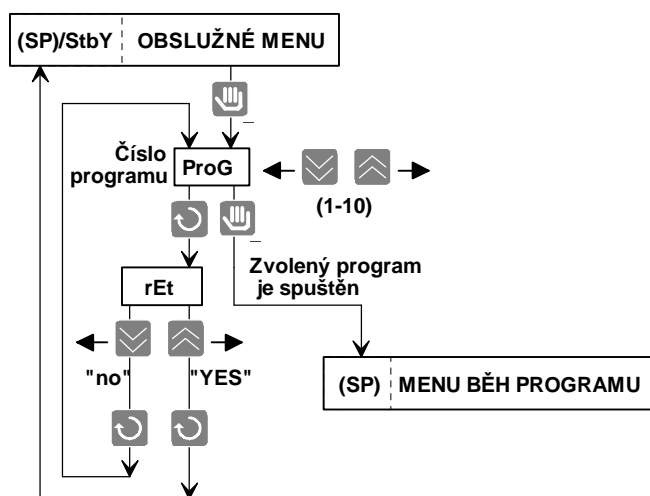 (SP)/StbY OBSLUŽNÉ MENU
Číslo
programu
ProG
(1-10)
Zvolený program
je spuštěn
rEt
"no" "YES"
(SP) MENU BĚH PROGRAMU